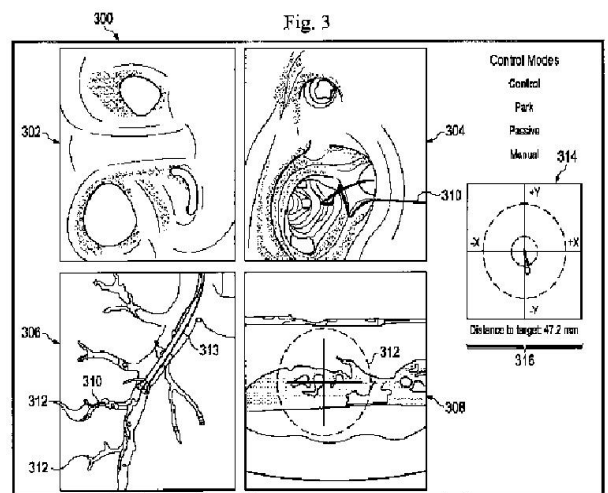 300
Fig. 3
302
304
310
Control Modes
Control
Park
Passive
Manual
314
+Y
-X
+X
-Y
Distance to target: 47.2 mm
316
306
313
310
312
312
312
308